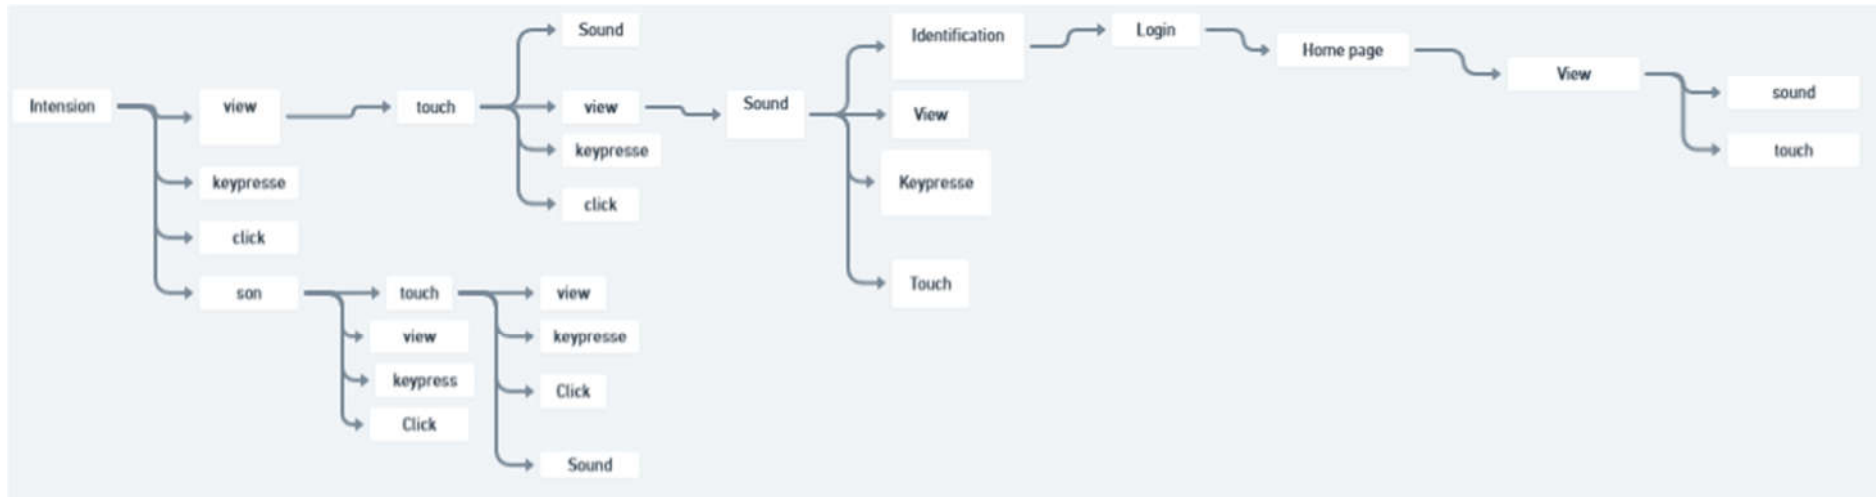 Intension
view
keypresse
click
son
touch
Sound
view
keypresse
click
Sound
Identification
View
Keypresse
Touch
Login
Home page
View
sound
touch
touch
view
keypress
Click
view
keypresse
Click
Sound